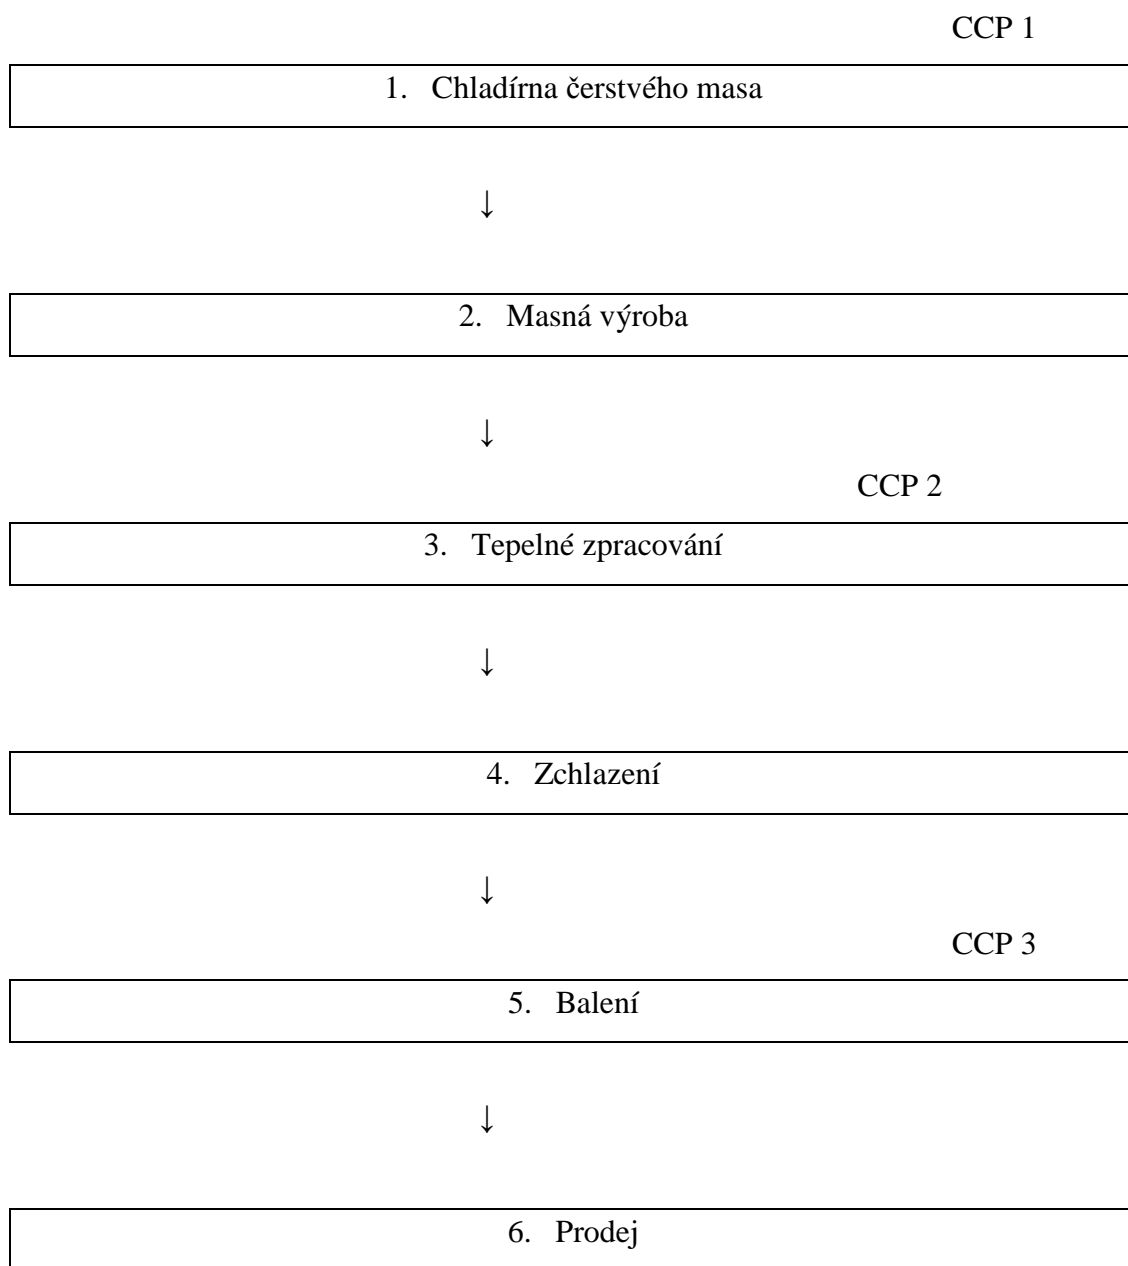 CCP 1
1. Chladírna čerstvého masa
↓
2. Masná výroba
↓
CCP 2
3. Tepelné zpracování
↓
4. Zchlazení
↓
CCP 3
5. Balení
↓
6. Prodej